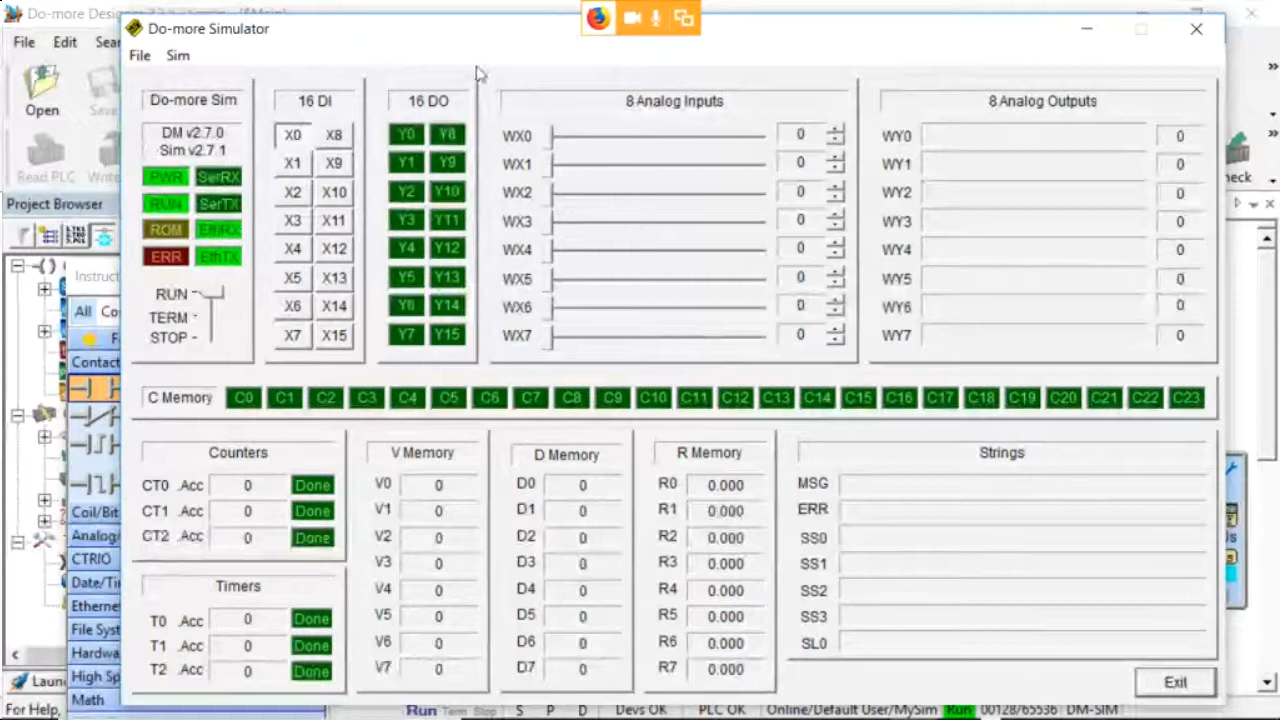 Do-more Designer
Do-more Simulator
File Edit
File Sim
Open
Read PLC
Project Browser
All
Contact
Coil/Bit
CTRIO
File Syst
High Sp
Math
For Help,
Do-more Sim
DM v2.7.0
Sim v2.7.1
PWR SerRX
RUN SerTX
ROM EthRx
ERR EthTX
RUN
TERM
STOP
16 DI
X0 X8
X1 X9
X2 X10
X3 X11
X4 X12
X5 X13
X6 X14
X7 X15
16 DO
Y0 Y8
Y1 Y9
Y2 Y10
Y3 Y11
Y4 Y12
Y5 Y13
Y6 Y14
Y7 Y15
8 Analog Inputs
WX0 0
WX1 0
WX2 0
WX3 0
WX4 0
WX5 0
WX6 0
WX7 0
8 Analog Outputs
WY0 0
WY1 0
WY2 0
WY3 0
WY4 0
WY5 0
WY6 0
WY7 0
C Memory C0 C1 C2 C3 C4 C5 C6 C7 C8 C9 C10 C11 C12 C13 C14 C15 C16 C17 C18 C19 C20 C21 C22 C23
Counters
CT0 .Acc 0 Done
CT1 .Acc 0 Done
CT2 .Acc 0 Done
Timers
T0 .Acc 0 Done
T1 .Acc 0 Done
T2 .Acc 0 Done
V Memory
V0 0
V1 0
V2 0
V3 0
V4 0
V5 0
V6 0
V7 0
D Memory
D0 0
D1 0
D2 0
D3 0
D4 0
D5 0
D6 0
D7 0
R Memory
R0 0.000
R1 0.000
R2 0.000
R3 0.000
R4 0.000
R5 0.000
R6 0.000
R7 0.000
Strings
MSG
ERR
SS0
SS1
SS2
SS3
SL0
Exit
Run Term Stop S P D Devs OK PLC OK Online/Default User/MySim Run 00128/65536 DM-SIM